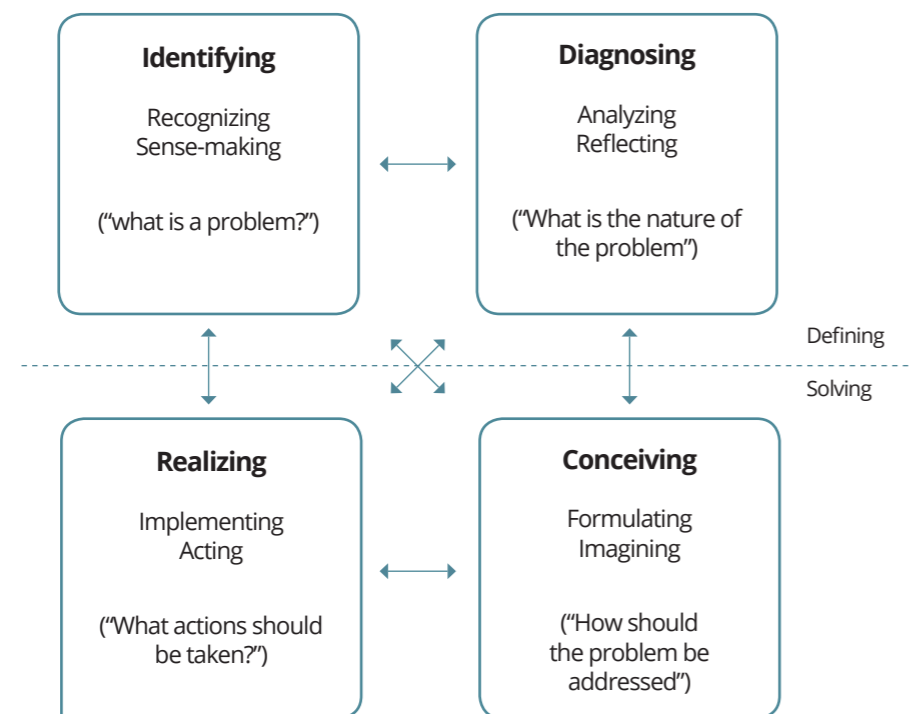 Identifying
Recognizing
Sense-making
(“what is a problem?”)
Diagnosing
Analyzing
Reflecting
(“What is the nature of
the problem”)
Defining
Solving
Realizing
Implementing
Acting
(“What actions should
be taken?”)
Conceiving
Formulating
Imagining
(“How should
the problem be
addressed”)